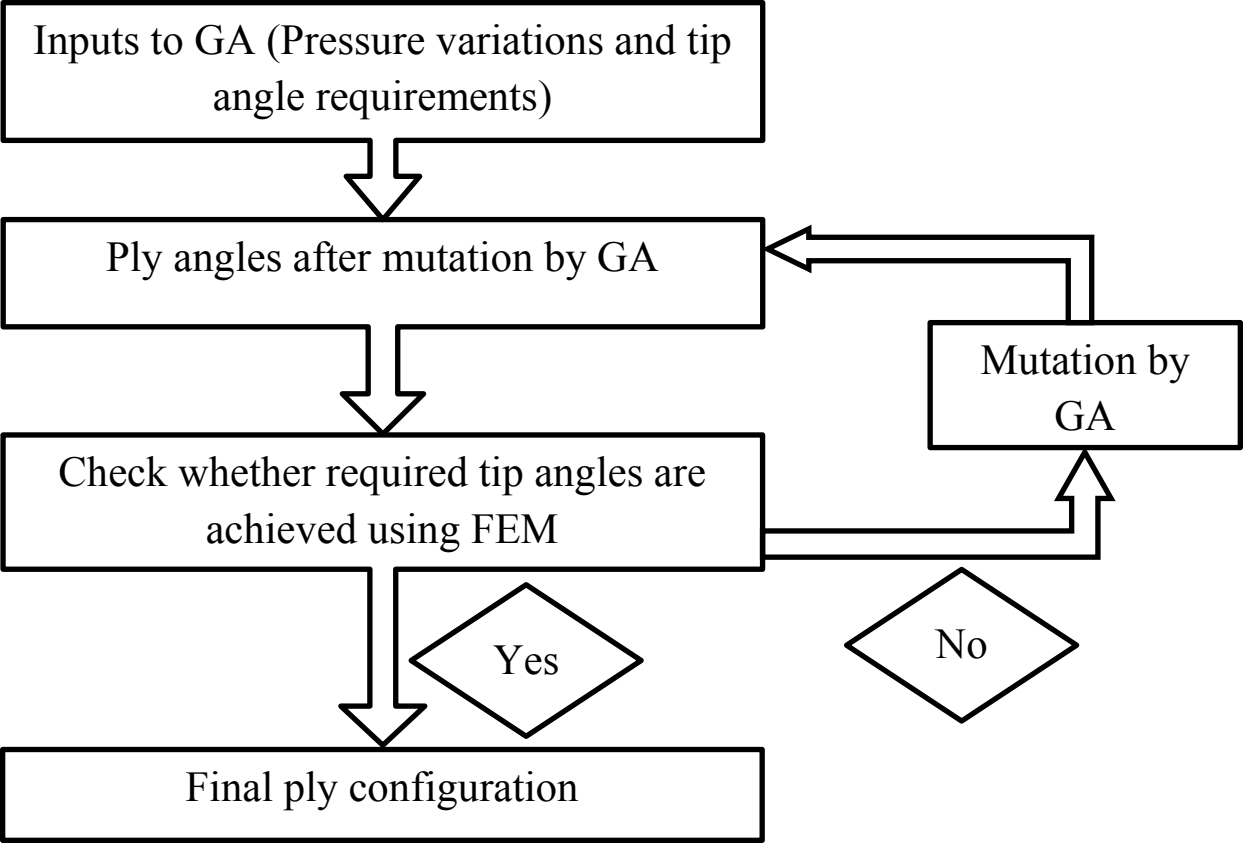 Inputs to GA (Pressure variations and tip
angle requirements)
Ply angles after mutation by GA
Mutation by
GA
Check whether required tip angles are
achieved using FEM
Yes
No
Final ply configuration